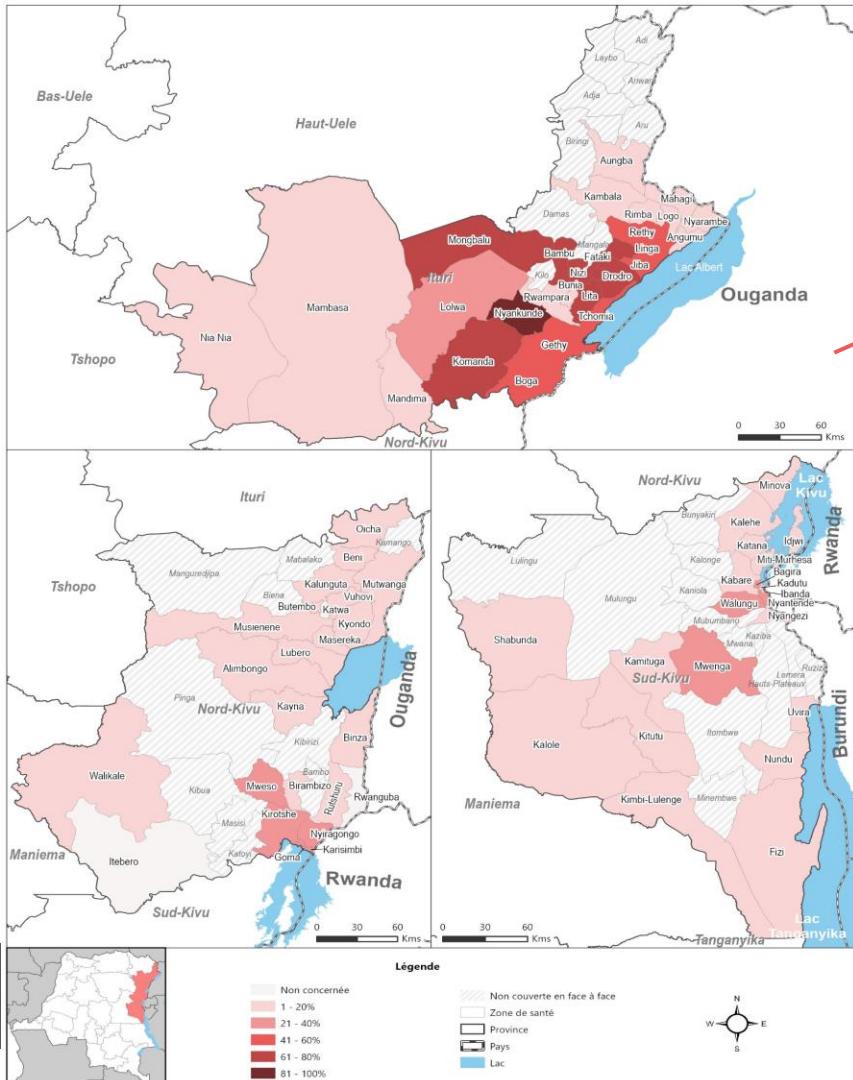 Adi
Laybo
Ariwara
Adja
Aru
Biringi
Bas-Uele
Haut-Uele
Aungba
Kambala
Mahagi
Damas
Rimba
Logo
Nyarambe
Rethy
Angumu
Mongbalu
Mangala
Linga
Bambu
Fataki
Ituri
Kilo
Nizi
Drodro
Jiba
Lac Albert
Bunia
Lita
Ouganda
Mambasa
Lolwa
Rwampara
Nyankunde
Tchomia
Nia Nia
Gethy
Tshopo
Komanda
Boga
Mandima
Nord-Kivu
0 30 60
Kms
Ituri
Oicha
Kamango
Mabalako
Beni
Tshopo
Manguredjipa
Kalunguta
Mutwanga
Biena
Vuhovi
Butembo
Katwa
Musienene
Kyondo
Masereka
Lubero
Alimbongo
Ouganda
Pinga
Nord-Kivu
Kayna
Kibirizi
Binza
Walikale
Bambo
Kibua
Mweso
Birambizo
Rutshuru
Rwanguba
Masisi
Kirotshe
Nyiragongo
Maniema
Itebero
Katoyi
Goma
Karisimbi
Rwanda
Sud-Kivu
0 30 60
Kms
Nord-Kivu
Minova
Lac
Kivu
Bunyakiri
Kalehe
Rwanda
Lulingu
Katana
Idjwi
Kalonge
Miti-Murhesa
Bagira
Kabare
Kadutu
Mulungu
Kaniola
Ibanda
Walungu
Nyantende
Nyangezi
Mubumbano
Shabunda
Kaziba
Mwana
Kamituga
Mwenga
Ruzizi
Sud-Kivu
Lemera
Hauts-Plateaux
Burundi
Uvira
Itombwe
Kalole
Kitutu
Nundu
Maniema
Kimbi-Lulenge
Minembwe
Fizi
Lac
Tanganyika
Tanganyika
0 30 60
Kms
Légende
Non concernée
1 - 20%
21 - 40%
41 - 60%
61 - 80%
81 - 100%
Non couverte en face à face
Zone de santé
Province
Pays
Lac
N
W E
S